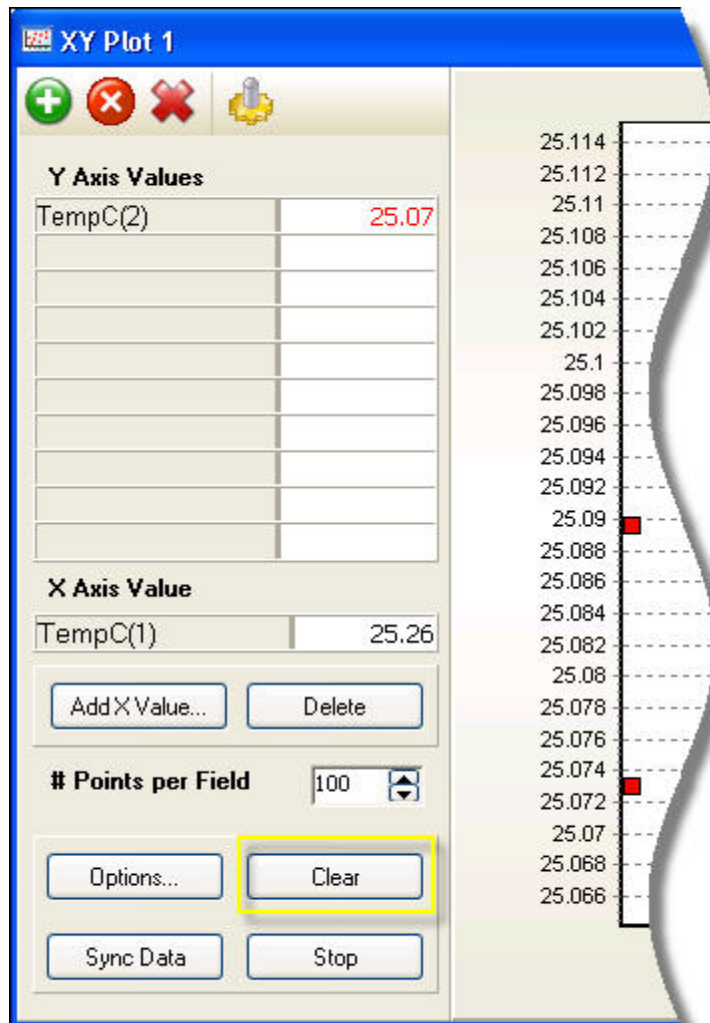 XY Plot 1
Y Axis Values
TempC(2) 25.07
X Axis Value
TempC(1) 25.26
Add X Value... Delete
# Points per Field 100
Options... Clear
Sync Data Stop
25.114
25.112
25.11
25.108
25.106
25.104
25.102
25.1
25.098
25.096
25.094
25.092
25.09
25.088
25.086
25.084
25.082
25.08
25.078
25.076
25.074
25.072
25.07
25.068
25.066